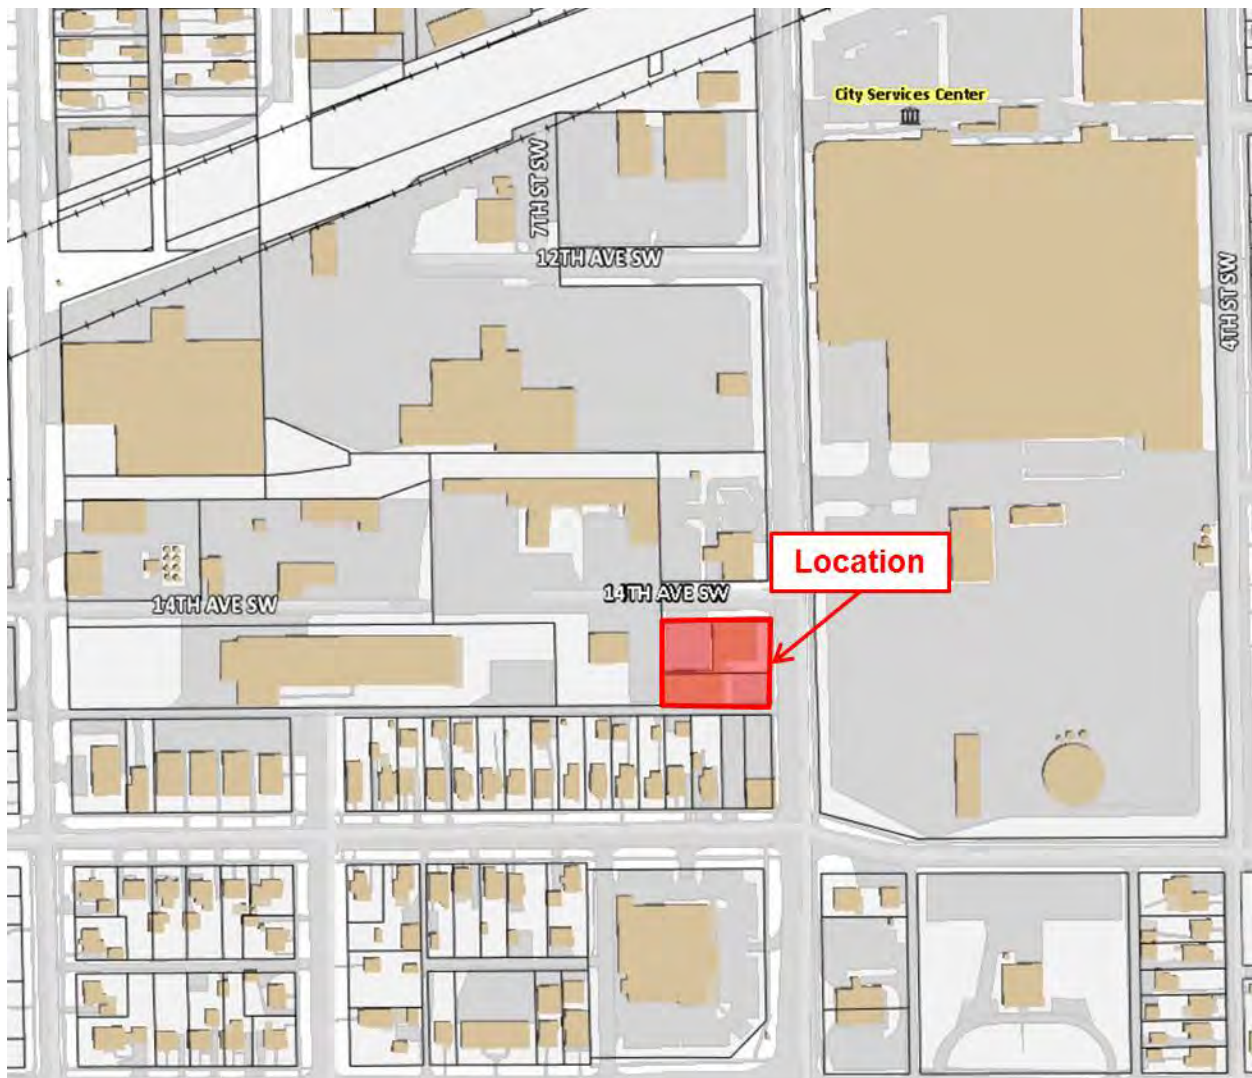 City Services Center
7TH ST SW
12TH AVE SW
4TH ST SW
Location
14TH AVE SW
14TH AVE SW